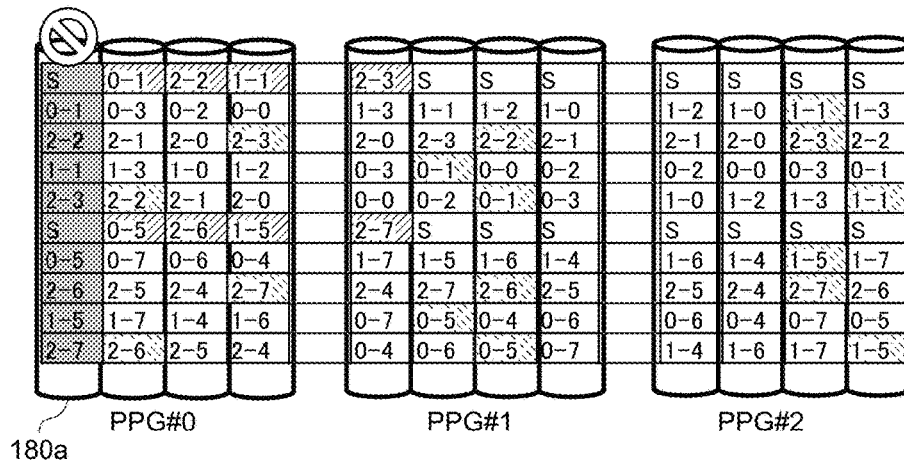 S 0-1 2-2 1-1 2-3 S S S S S S S
0-1 0-3 0-2 0-0 1-3 1-1 1-2 1-0 1-2 1-0 1-1 1-3
2-2 2-1 2-0 2-3 2-0 2-3 2-2 2-1 2-1 2-0 2-3 2-2
1-1 1-3 1-0 1-2 0-3 0-1 0-0 0-2 0-2 0-0 0-3 0-1
2-3 2-2 2-1 2-0 0-0 0-2 0-1 0-3 1-0 1-2 1-3 1-1
S 0-5 2-6 1-5 2-7 S S S S S S S
0-5 0-7 0-6 0-4 1-7 1-5 1-6 1-4 1-6 1-4 1-5 1-7
2-6 2-5 2-4 2-7 2-4 2-7 2-6 2-5 2-5 2-4 2-7 2-6
1-5 1-7 1-4 1-6 0-7 0-5 0-4 0-6 0-6 0-4 0-7 0-5
2-7 2-6 2-5 2-4 0-4 0-6 0-5 0-7 1-4 1-6 1-7 1-5
PPG#0 PPG#1 PPG#2
180a